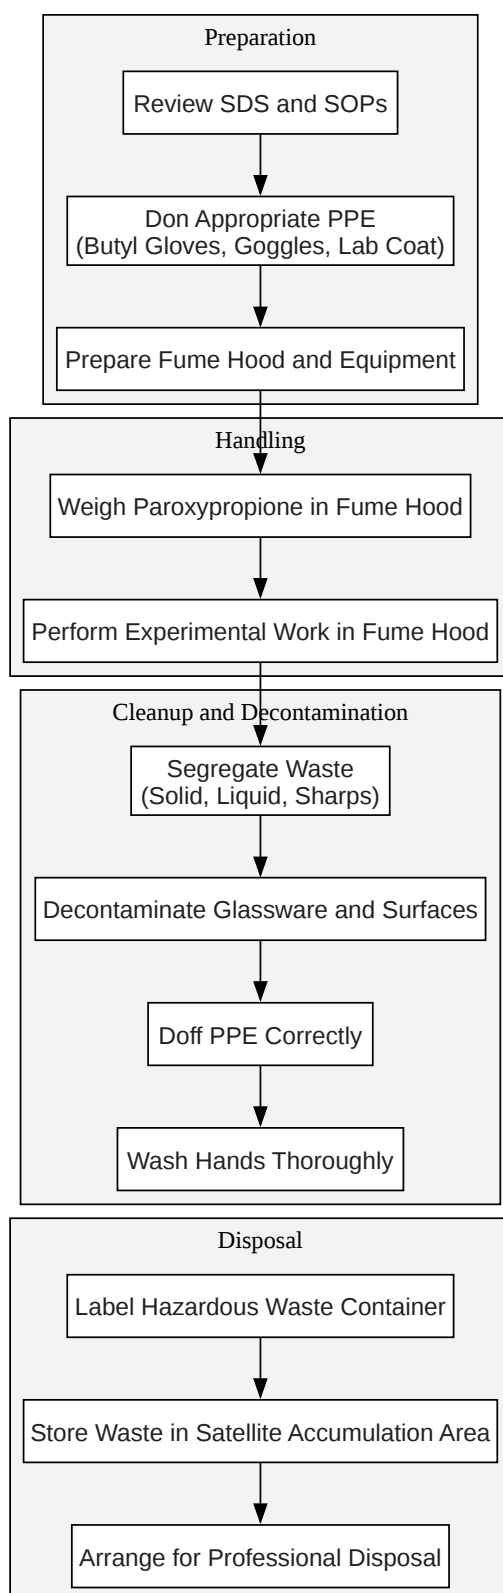 Preparation
Review SDS and SOPs
Don Appropriate PPE
(Butyl Gloves, Goggles, Lab Coat)
Prepare Fume Hood and Equipment
Handling
Weigh Paroxypropione in Fume Hood
Perform Experimental Work in Fume Hood
Cleanup and Decontamination
Segregate Waste
(Solid, Liquid, Sharps)
Decontaminate Glassware and Surfaces
Doff PPE Correctly
Wash Hands Thoroughly
Disposal
Label Hazardous Waste Container
Store Waste in Satellite Accumulation Area
Arrange for Professional Disposal